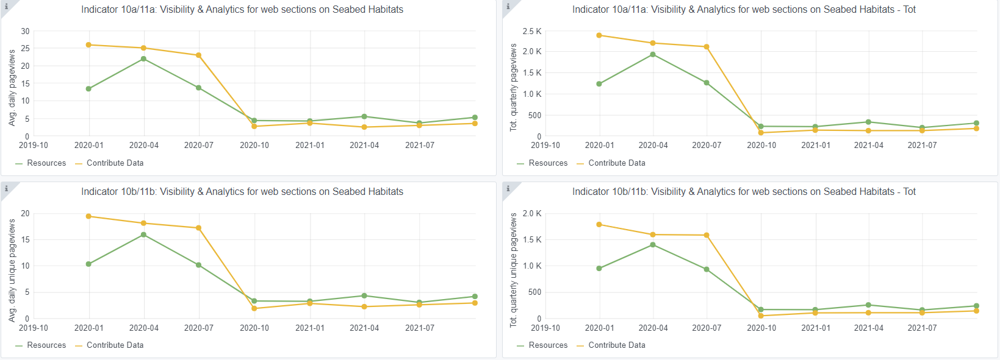 i
Indicator 10a/11a: Visibility & Analytics for web sections on Seabed Habitats
Avg. daily pageviews
30
25
20
15
10
5
0
2019-10 2020-01 2020-04 2020-07 2020-10 2021-01 2021-04 2021-07
Resources Contribute Data
i
Indicator 10a/11a: Visibility & Analytics for web sections on Seabed Habitats - Tot
Tot. quarterly pageviews
2.5 K
2.0 K
1.5 K
1.0 K
500
0
2019-10 2020-01 2020-04 2020-07 2020-10 2021-01 2021-04 2021-07
Resources Contribute Data
i
Indicator 10b/11b: Visibility & Analytics for web sections on Seabed Habitats
Avg. daily unique pageviews
20
15
10
5
0
2019-10 2020-01 2020-04 2020-07 2020-10 2021-01 2021-04 2021-07
Resources Contribute Data
i
Indicator 10b/11b: Visibility & Analytics for web sections on Seabed Habitats - Tot
Tot. quarterly unique pageviews
2.0 K
1.5 K
1.0 K
500
0
2019-10 2020-01 2020-04 2020-07 2020-10 2021-01 2021-04 2021-07
Resources Contribute Data